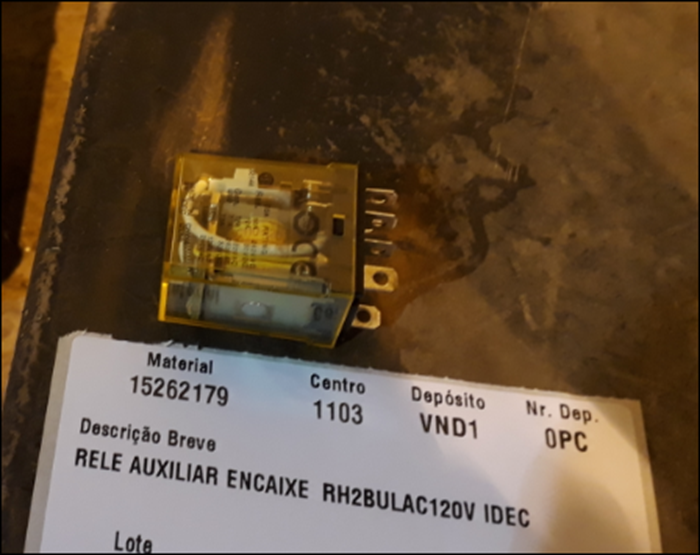 Material Centro Depósito Nr. Dep.
15262179 1103 VND1 0PC
Descrição Breve
RELE AUXILIAR ENCAIXE RH2BULAC120V IDEC
Lote